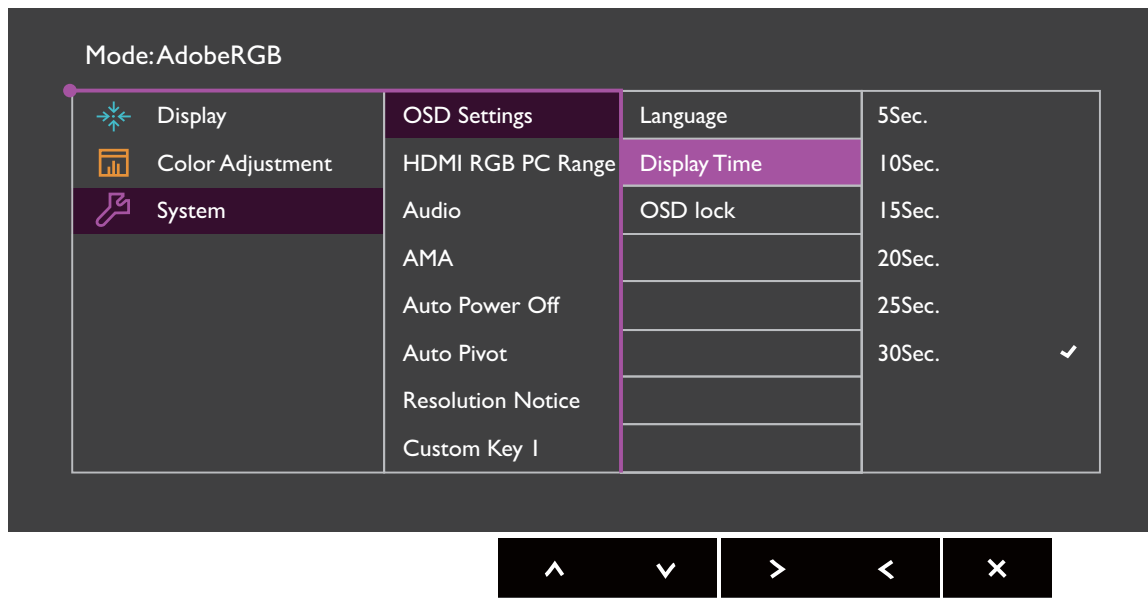 Mode: AdobeRGB
Display
Color Adjustment
System
OSD Settings
HDMI RGB PC Range
Audio
AMA
Auto Power Off
Auto Pivot
Resolution Notice
Custom Key 1
Language
Display Time
OSD lock
5Sec.
10Sec.
15Sec.
20Sec.
25Sec.
30Sec.